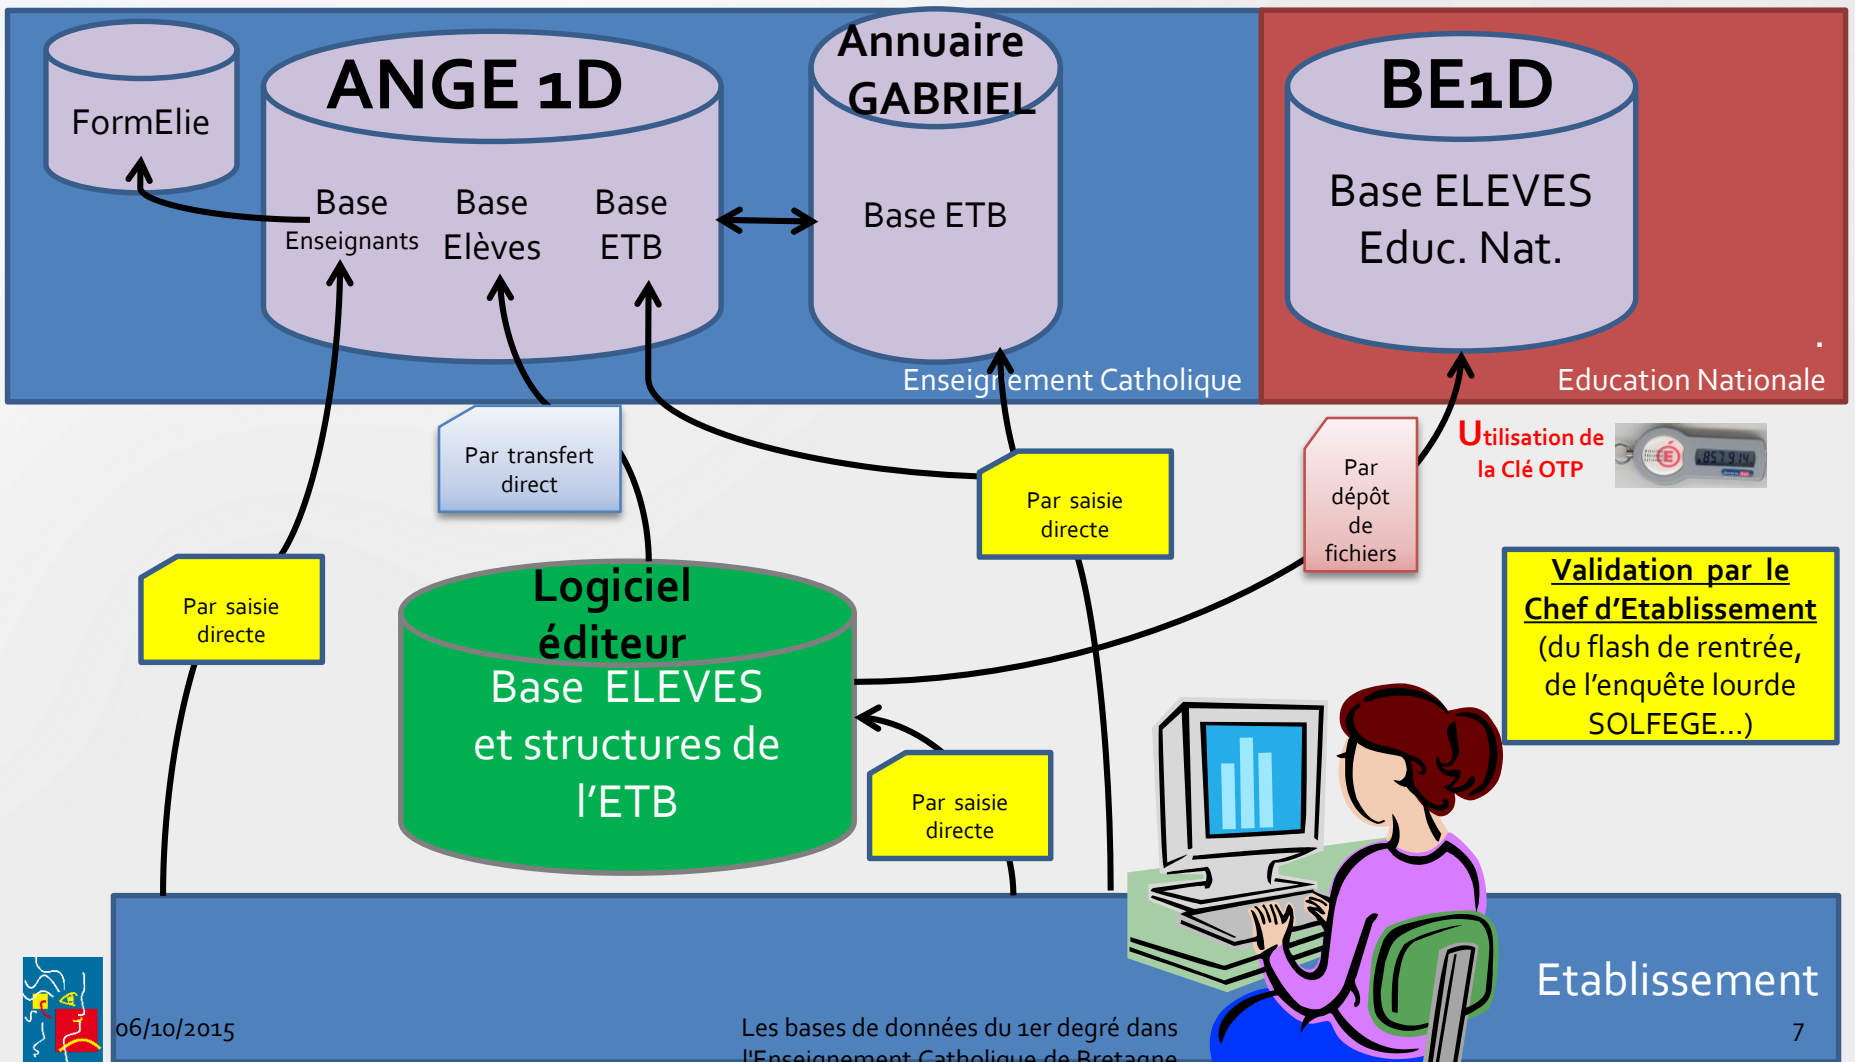 FormElie
ANGE 1D
Base
Enseignants
Base
Elèves
Base
ETB
Annuaire
GABRIEL
Base ETB
Enseignement Catholique
BE1D
Base ELEVES
Educ. Nat.
.
Education Nationale
Par transfert
direct
Par saisie
directe
Par
dépôt
de
fichiers
Utilisation de
la Clé OTP
Par saisie
directe
Logiciel
éditeur
Base ELEVES
et structures de
l’ETB
Par saisie
directe
Validation par le
Chef d’Etablissement
(du flash de rentrée,
de l’enquête lourde
SOLFEGE…)
Etablissement
06/10/2015
Les bases de données du 1er degré dans
l'Enseignement Catholique de Bretagne
7